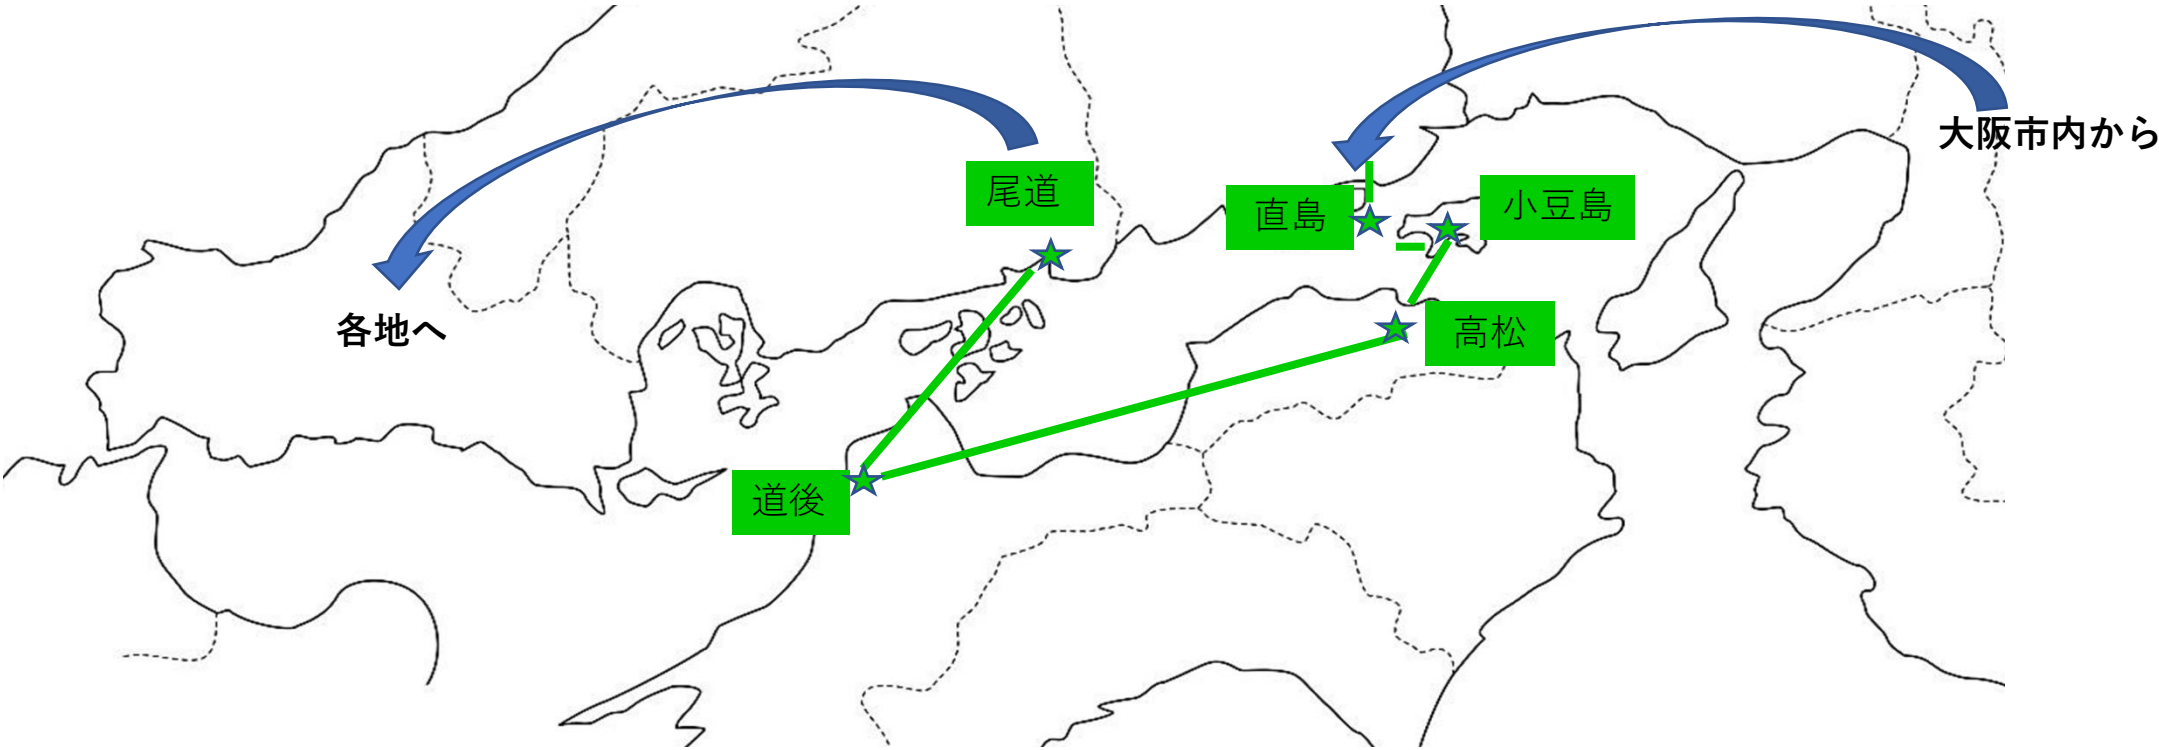 大阪市内から
尾道
直島
小豆島
各地へ
高松
道後